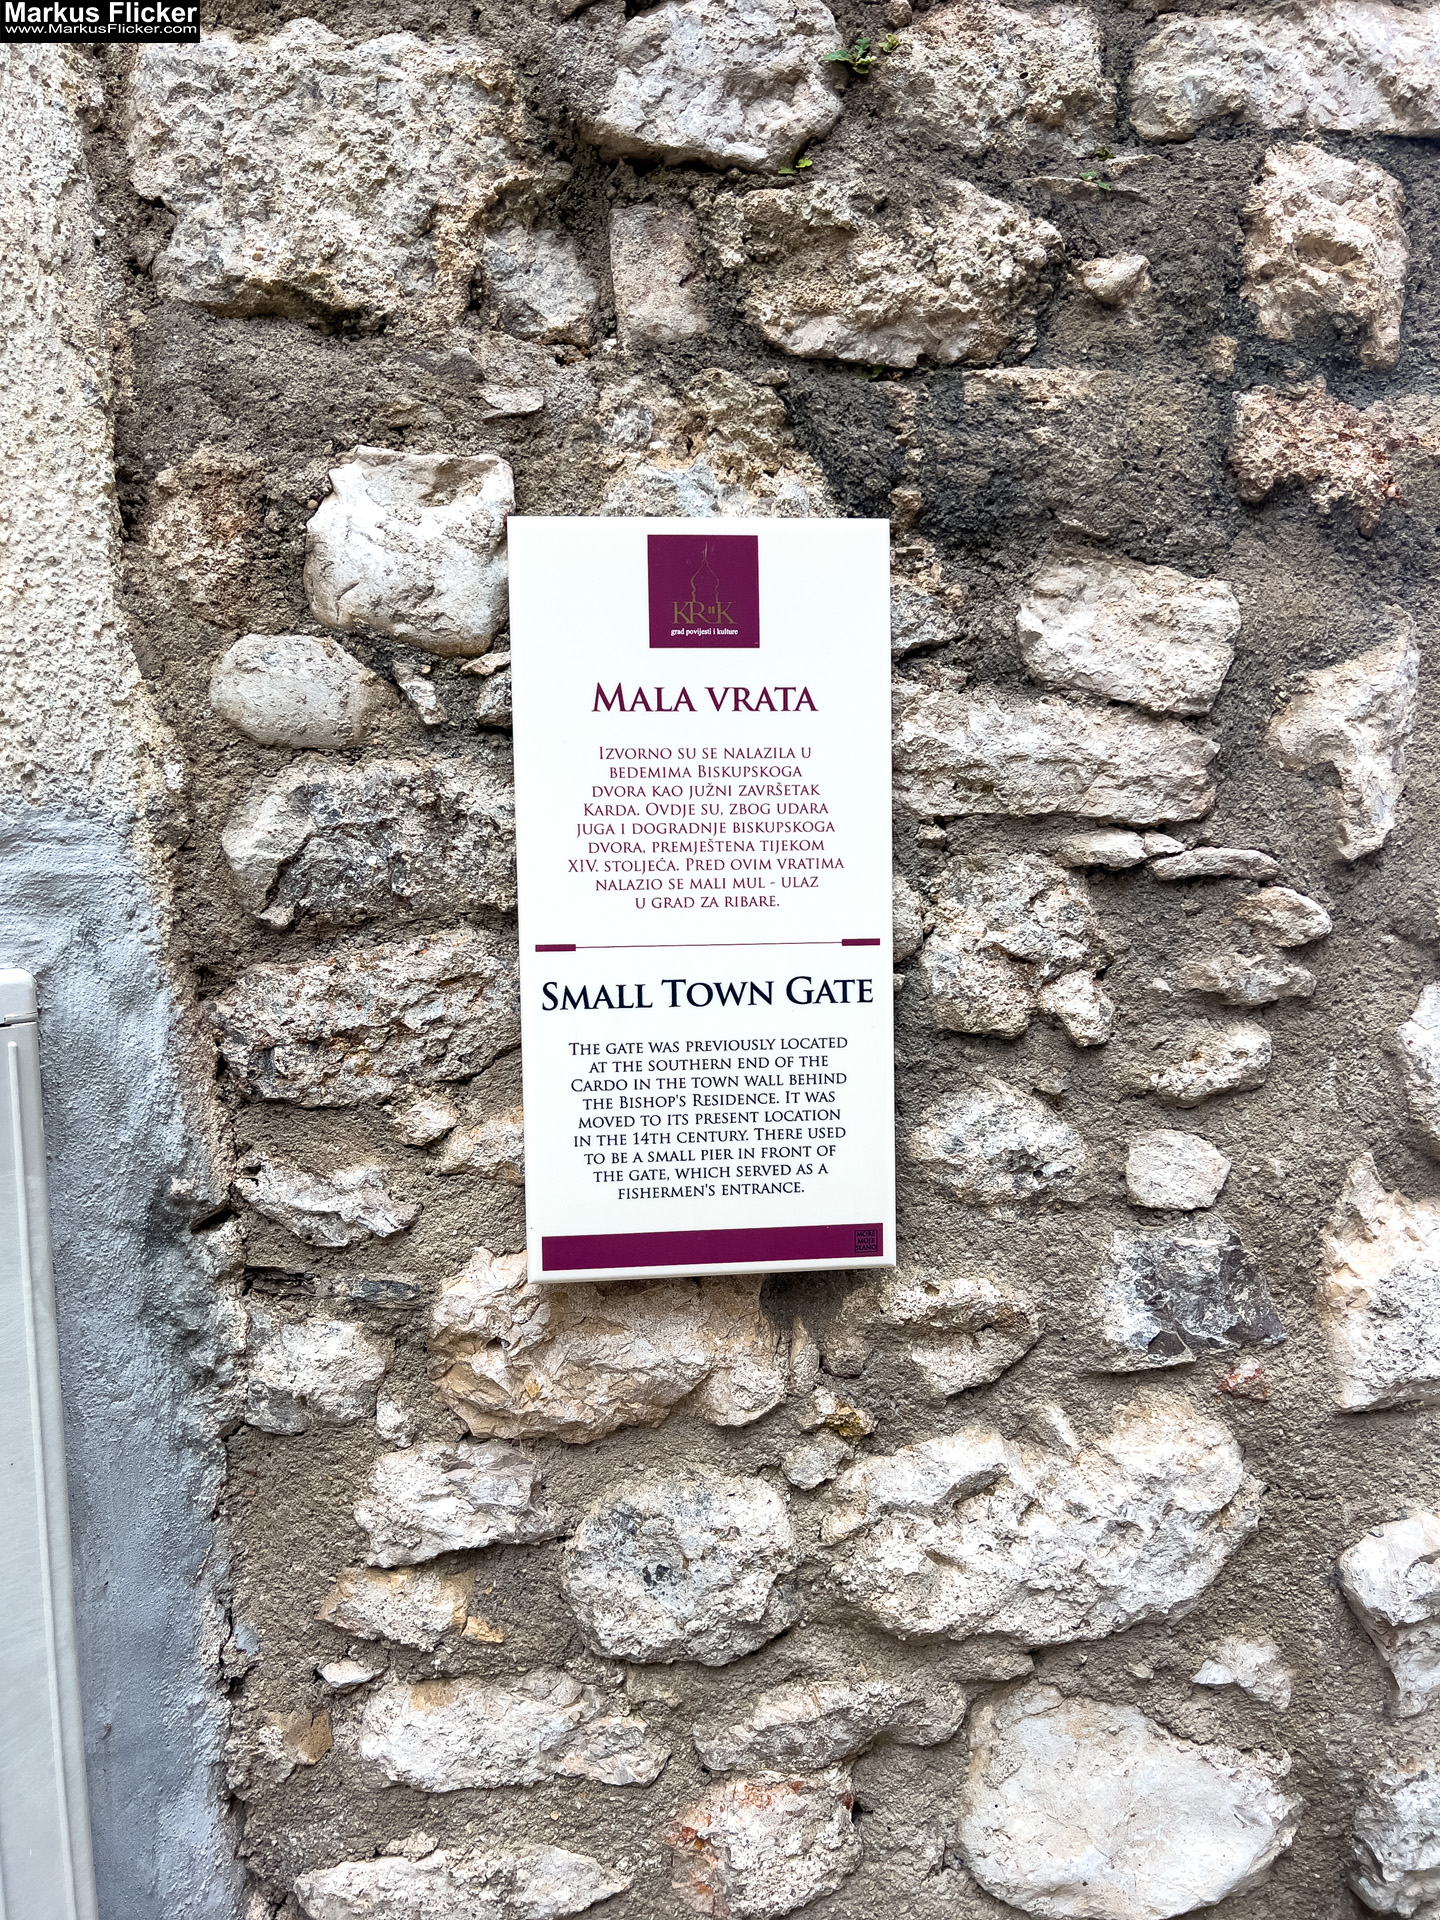 Markus Flicker
www.MarkusFlicker.com
KRK
grad povijesti i kulture
MALA VRATA
IZVORNO SU SE NALAZILA U
BEDEMIMA BISKUPSKOGA
DVORA KAO JUŽNI ZAVRŠETAK
KARDA. OVDJE SU, ZBOG UDARA
JUGA I DOGRADNJE BISKUPSKOGA
DVORA, PREMJEŠTENA TIJEKOM
XIV. STOLJEĆA. PRED OVIM VRATIMA
NALAZIO SE MALI MUL - ULAZ
U GRAD ZA RIBARE.
SMALL TOWN GATE
THE GATE WAS PREVIOUSLY LOCATED
AT THE SOUTHERN END OF THE
CARDO IN THE TOWN WALL BEHIND
THE BISHOP'S RESIDENCE. IT WAS
MOVED TO ITS PRESENT LOCATION
IN THE 14TH CENTURY. THERE USED
TO BE A SMALL PIER IN FRONT OF
THE GATE, WHICH SERVED AS A
FISHERMEN'S ENTRANCE.
MORE
MOJE
SLANO